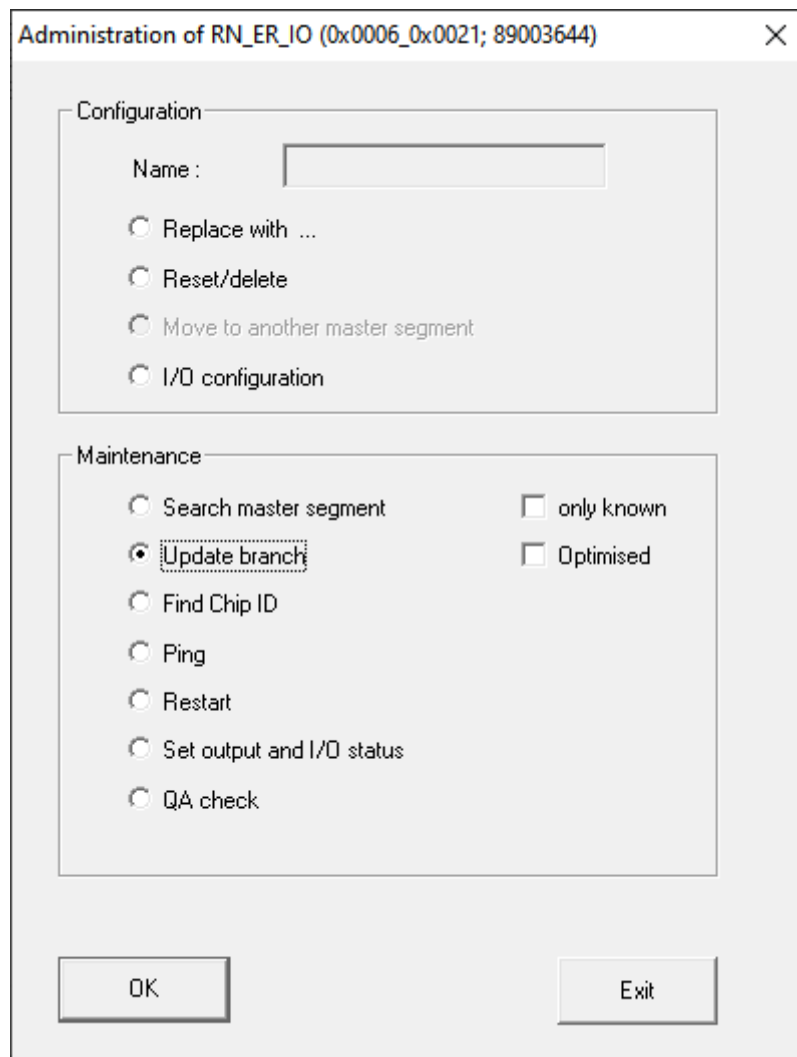 Administration of RN_ER_IO (0x0006_0x0021; 89003644)
Configuration
Name :
Replace with ...
Reset/delete
Move to another master segment
I/O configuration
Maintenance
Search master segment only known
Update branch Optimised
Find Chip ID
Ping
Restart
Set output and I/O status
QA check
OK Exit